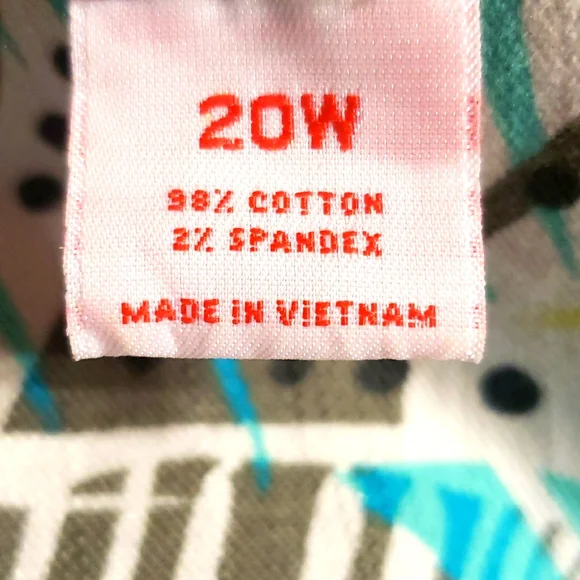 20W
98% COTTON
2% SPANDEX
MADE IN VIETNAM